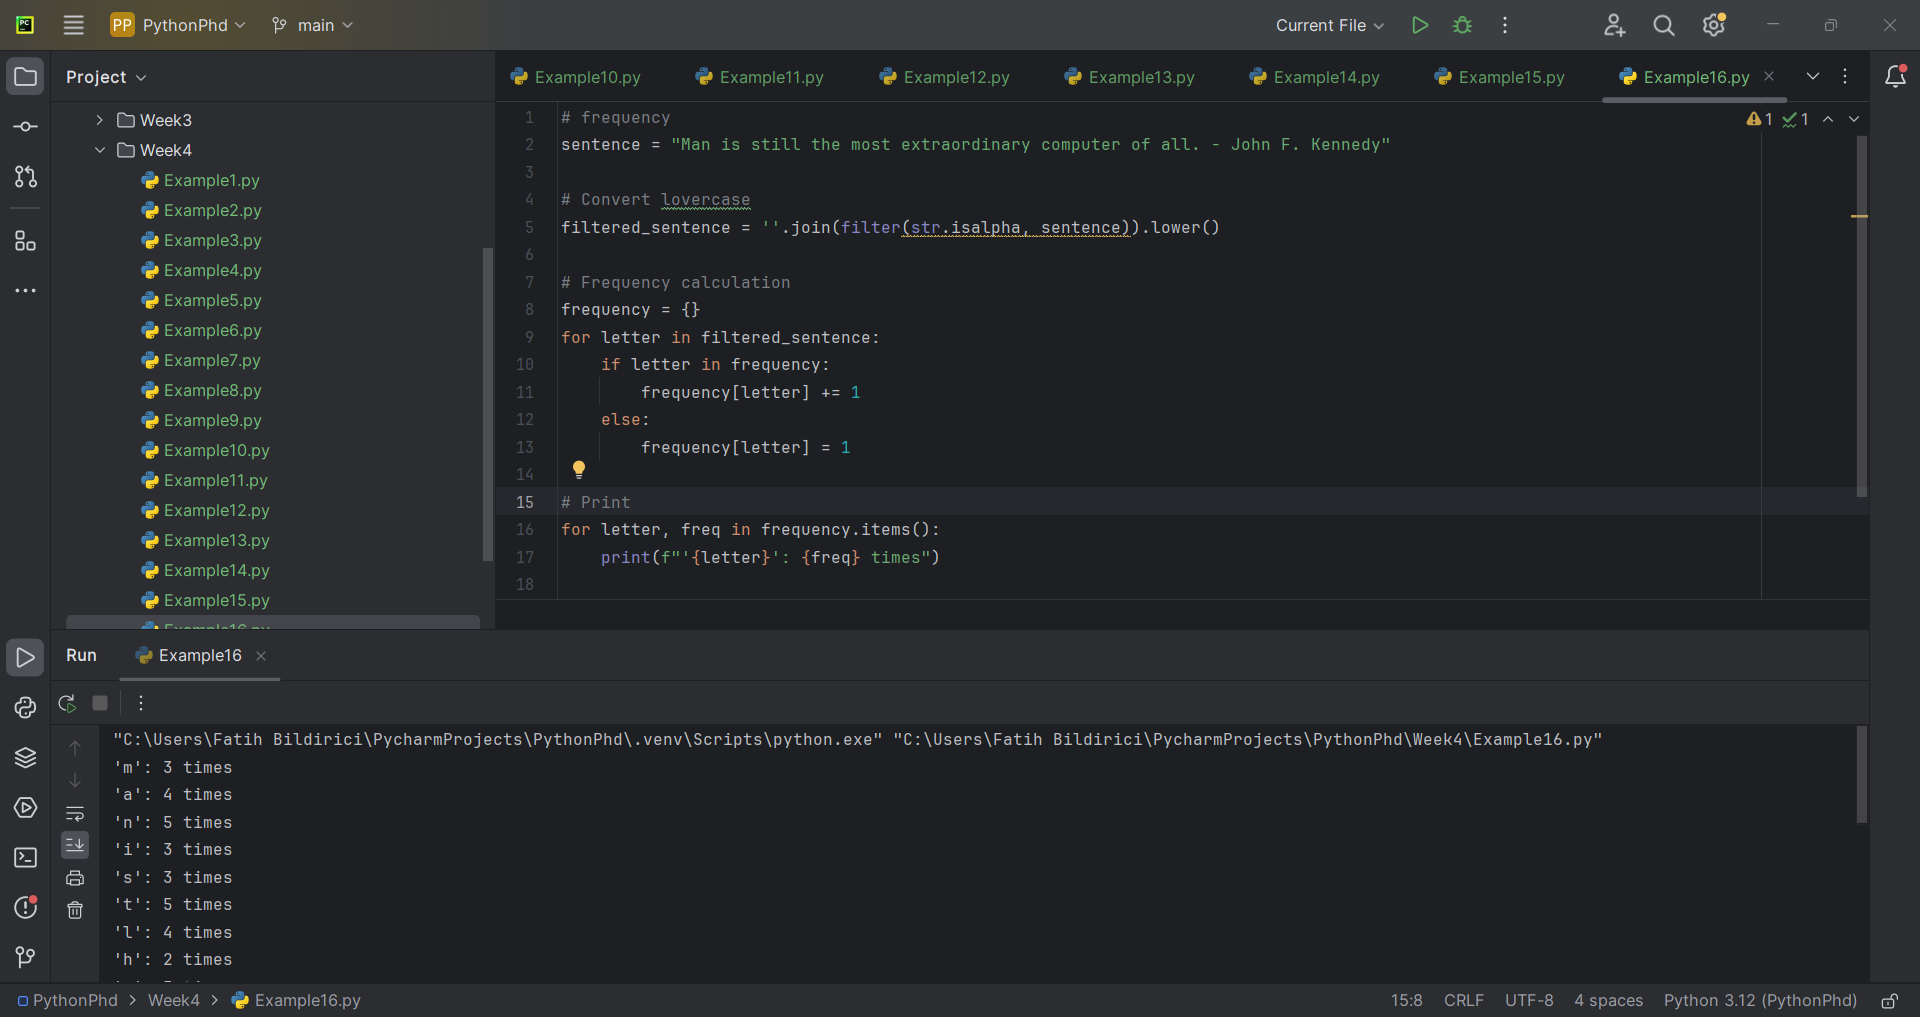 PP PythonPhd main Current File
Project
Example10.py Example11.py Example12.py Example13.py Example14.py Example15.py Example16.py
Week3
Week4
Example1.py
Example2.py
Example3.py
Example4.py
Example5.py
Example6.py
Example7.py
Example8.py
Example9.py
Example10.py
Example11.py
Example12.py
Example13.py
Example14.py
Example15.py
Example16.py
1 1
1 # frequency
2 sentence = "Man is still the most extraordinary computer of all. - John F. Kennedy"
3
4 # Convert lovercase
5 filtered_sentence = ''.join(filter(str.isalpha, sentence)).lower()
6
7 # Frequency calculation
8 frequency = {}
9 for letter in filtered_sentence:
10 if letter in frequency:
11 frequency[letter] += 1
12 else:
13 frequency[letter] = 1
14
15 # Print
16 for letter, freq in frequency.items():
17 print(f"'{letter}': {freq} times")
18
Run Example16
"C:\Users\Fatih Bildirici\PycharmProjects\PythonPhd\.venv\Scripts\python.exe" "C:\Users\Fatih Bildirici\PycharmProjects\PythonPhd\Week4\Example16.py"
'm': 3 times
'a': 4 times
'n': 5 times
'i': 3 times
's': 3 times
't': 5 times
'l': 4 times
'h': 2 times
PythonPhd > Week4 > Example16.py 15:8 CRLF UTF-8 4 spaces Python 3.12 (PythonPhd)